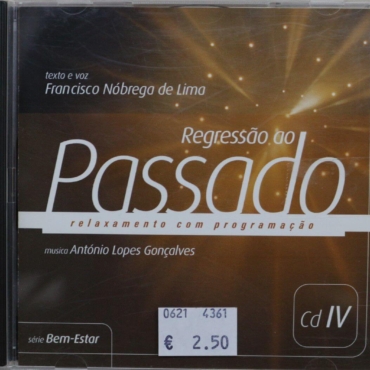 texto e voz
Francisco Nóbrega de Lima
Regressão ao
Passado
relaxamento com programação
musica António Lopes Gonçalves
0621 4361
€ 2.50
Cd IV
série Bem-Estar